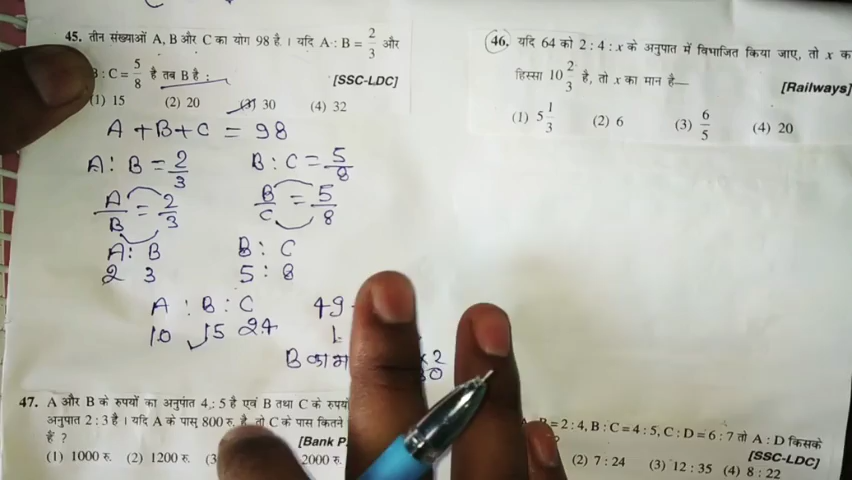 45. तीन संख्याओं A, B और C का योग 98 है । यदि A : B = 2/3 और
: C = 5/8 है तब B है :
[SSC-LDC]
(1) 15 (2) 20 (3) 30 (4) 32
A + B + C = 98
A : B = 2/3 B : C = 5/8
A/B = 2/3 B/C = 5/8
A : B B : C
2 3 5 : 8
A : B : C 49
10 15 24
B का
47. A और B के रुपयों का अनुपात 4 : 5 है एवं B तथा C के रुपयों
अनुपात 2 : 3 है । यदि A के पास 800 रु. है, तो C के पास कितने
हैं ?
[Bank P.
(1) 1000 रु. (2) 1200 रु. (3 2000 रु.
46. यदि 64 को 2 : 4 : x के अनुपात में विभाजित किया जाए, तो x का
हिस्सा 10 2/3 है, तो x का मान है—
[Railways]
(1) 5 1/3 (2) 6 (3) 6/5 (4) 20
B = 2 : 4, B : C = 4 : 5, C : D = 6 : 7 तो A : D किसके
[SSC-LDC]
(2) 7 : 24 (3) 12 : 35 (4) 8 : 22